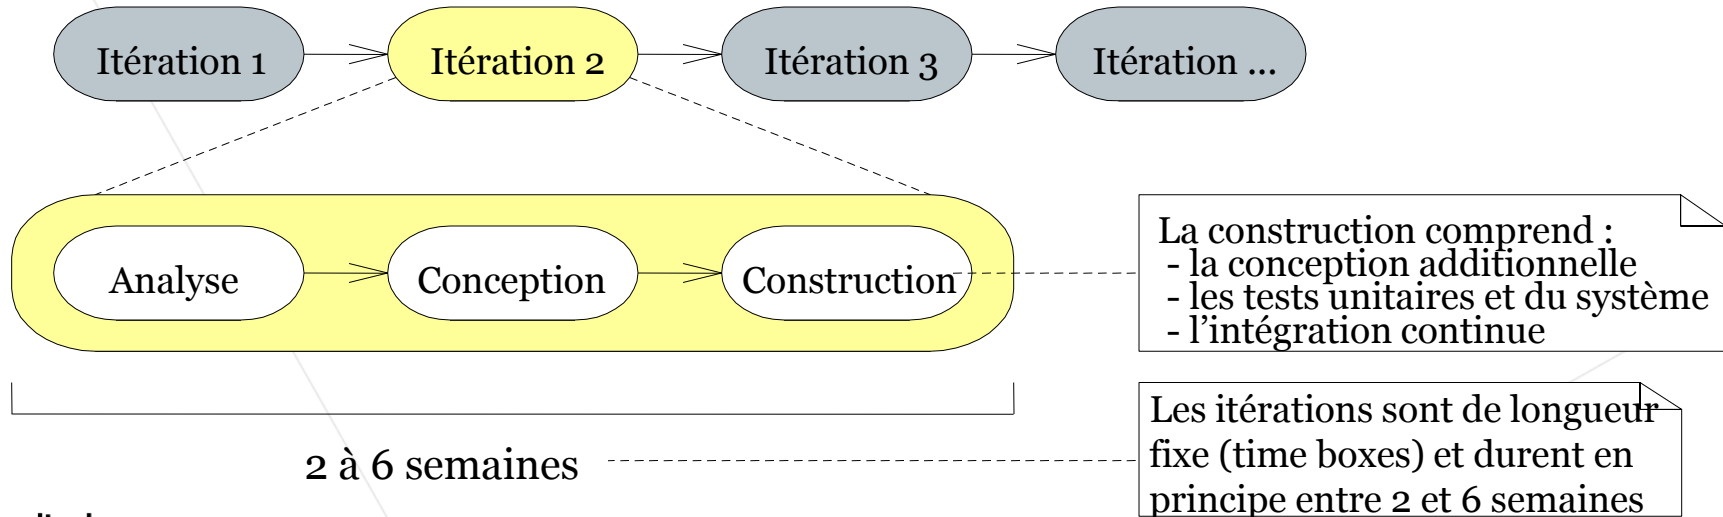 Itération 1
Itération 2
Itération 3
Itération ...
Analyse
Conception
Construction
La construction comprend :
- la conception additionnelle
- les tests unitaires et du système
- l’intégration continue
2 à 6 semaines
Les itérations sont de longueur
fixe (time boxes) et durent en
principe entre 2 et 6 semaines